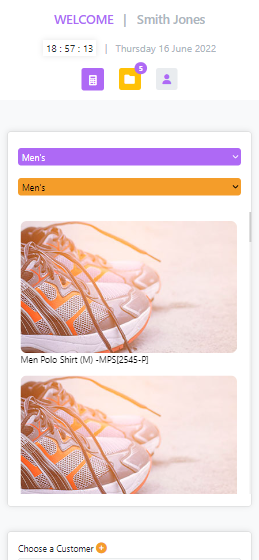 WELCOME | Smith Jones
18 : 57 : 13 | Thursday 16 June 2022
5
Men's
Men's
Men Polo Shirt (M) -MPS[2545-P]
Choose a Customer